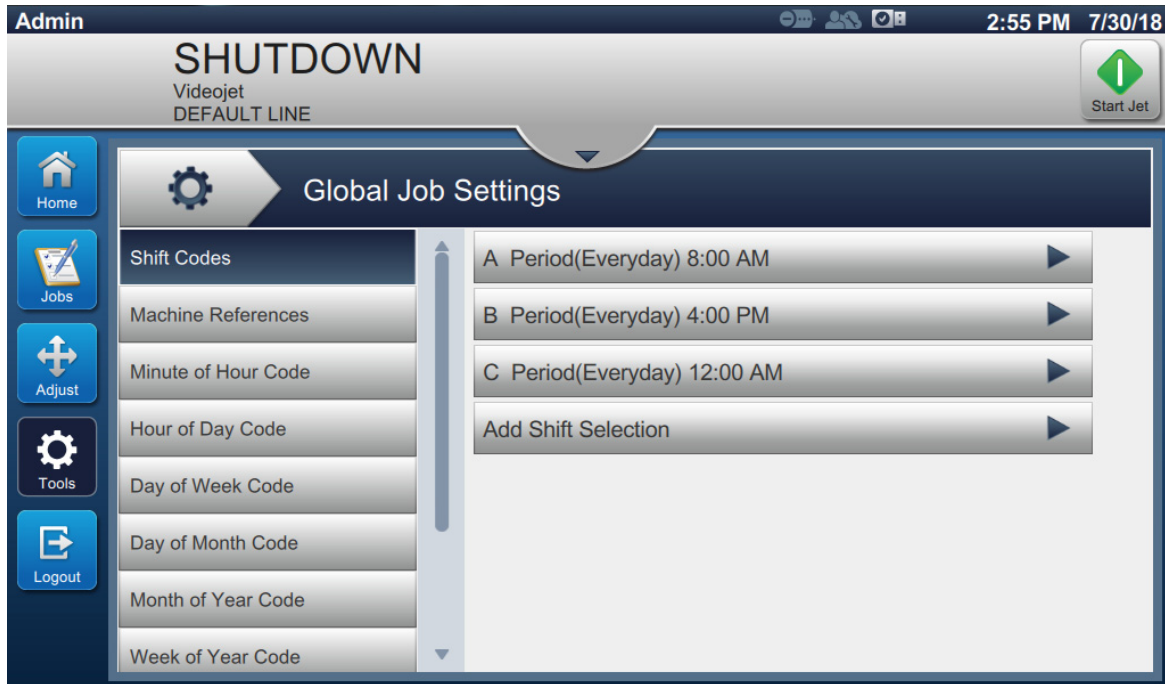 Admin
2:55 PM 7/30/18
SHUTDOWN
Videojet
DEFAULT LINE
Start Jet
Home
Jobs
Adjust
Tools
Logout
Global Job Settings
Shift Codes
Machine References
Minute of Hour Code
Hour of Day Code
Day of Week Code
Day of Month Code
Month of Year Code
Week of Year Code
A Period(Everyday) 8:00 AM
B Period(Everyday) 4:00 PM
C Period(Everyday) 12:00 AM
Add Shift Selection